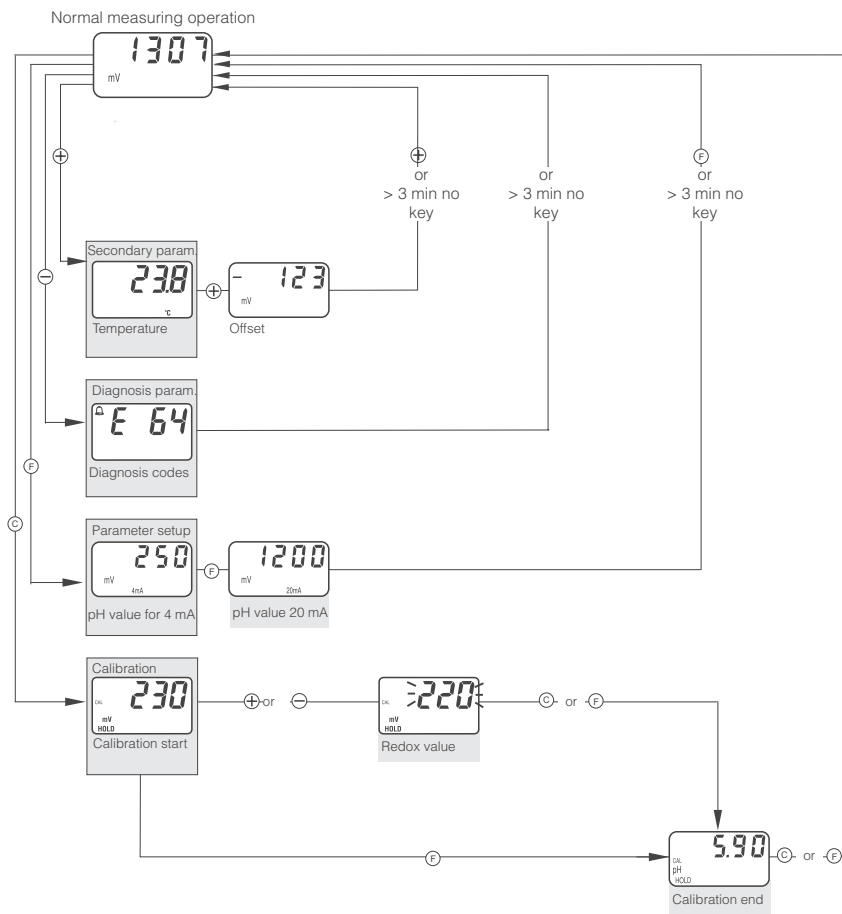 Normal measuring operation
1307
mV
+
+
or
> 3 min no
key
or
> 3 min no
key
F
or
> 3 min no
key
Secondary param.
23.8
°C
Temperature
+
- 123
mV
Offset
-
Diagnosis param.
E 64
Diagnosis codes
F
C
Parameter setup
250
mV
4mA
pH value for 4 mA
F
1200
mV
20mA
pH value 20 mA
Calibration
230
CAL
mV
HOLD
Calibration start
+ or -
220
CAL
mV
HOLD
Redox value
C or F
F
5.90
CAL
pH
HOLD
Calibration end
C or F